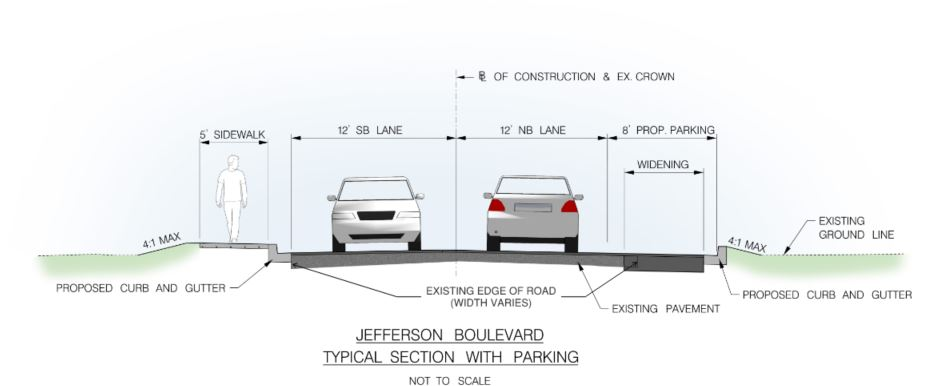 ℄ OF CONSTRUCTION & EX. CROWN
5' SIDEWALK
12' SB LANE
12' NB LANE
8' PROP. PARKING
WIDENING
4:1 MAX
4:1 MAX
EXISTING
GROUND LINE
PROPOSED CURB AND GUTTER
EXISTING EDGE OF ROAD
(WIDTH VARIES)
EXISTING PAVEMENT
PROPOSED CURB AND GUTTER
JEFFERSON BOULEVARD
TYPICAL SECTION WITH PARKING
NOT TO SCALE